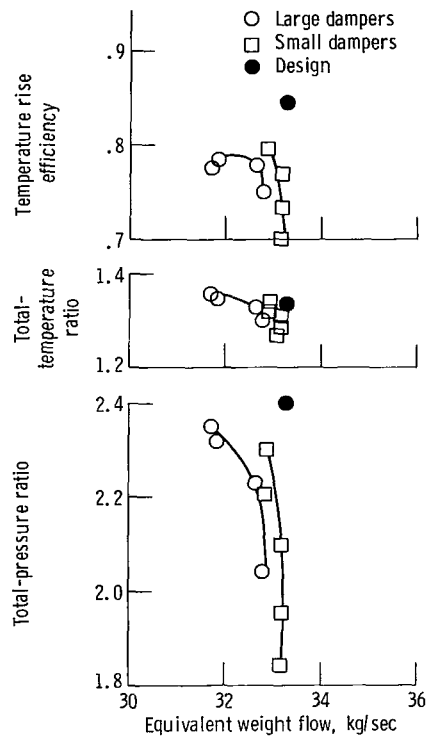 Large dampers
Small dampers
Design
Temperature rise
efficiency
.9
.8
.7
Total-
temperature
ratio
1.4
1.2
Total-pressure ratio
2.4
2.2
2.0
1.8
30 32 34 36
Equivalent weight flow, kg/sec